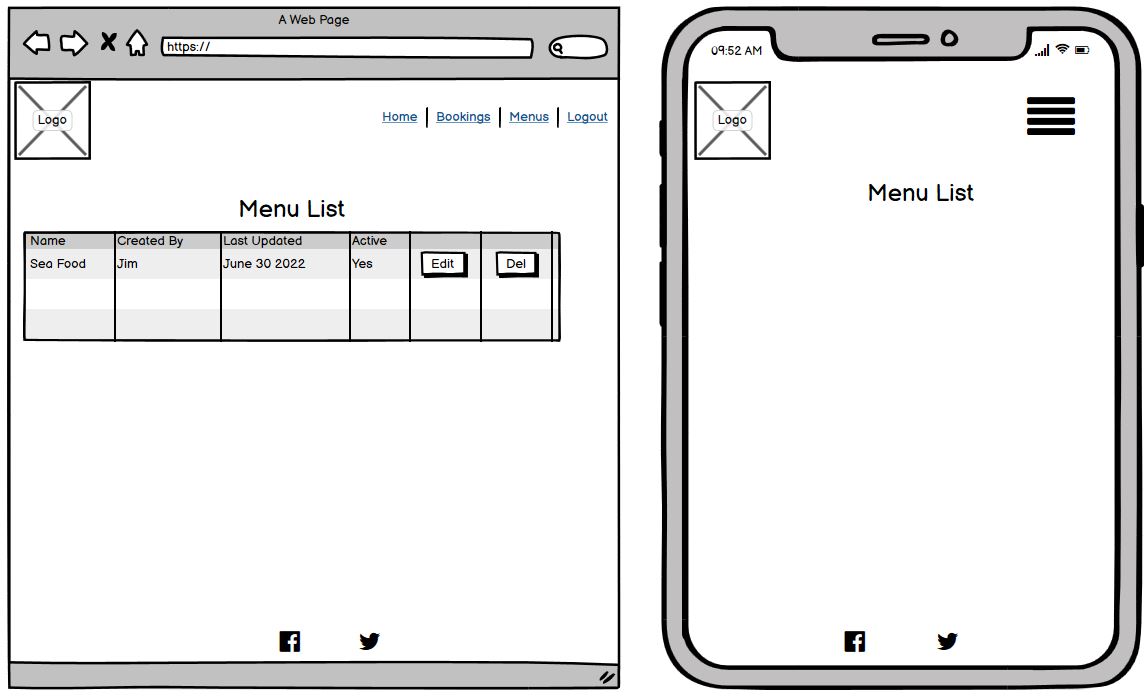 A Web Page
https://
Logo
Home Bookings Menus Logout
Menu List
Name Created By Last Updated Active
Sea Food Jim June 30 2022 Yes Edit Del
09:52 AM
Logo
Menu List